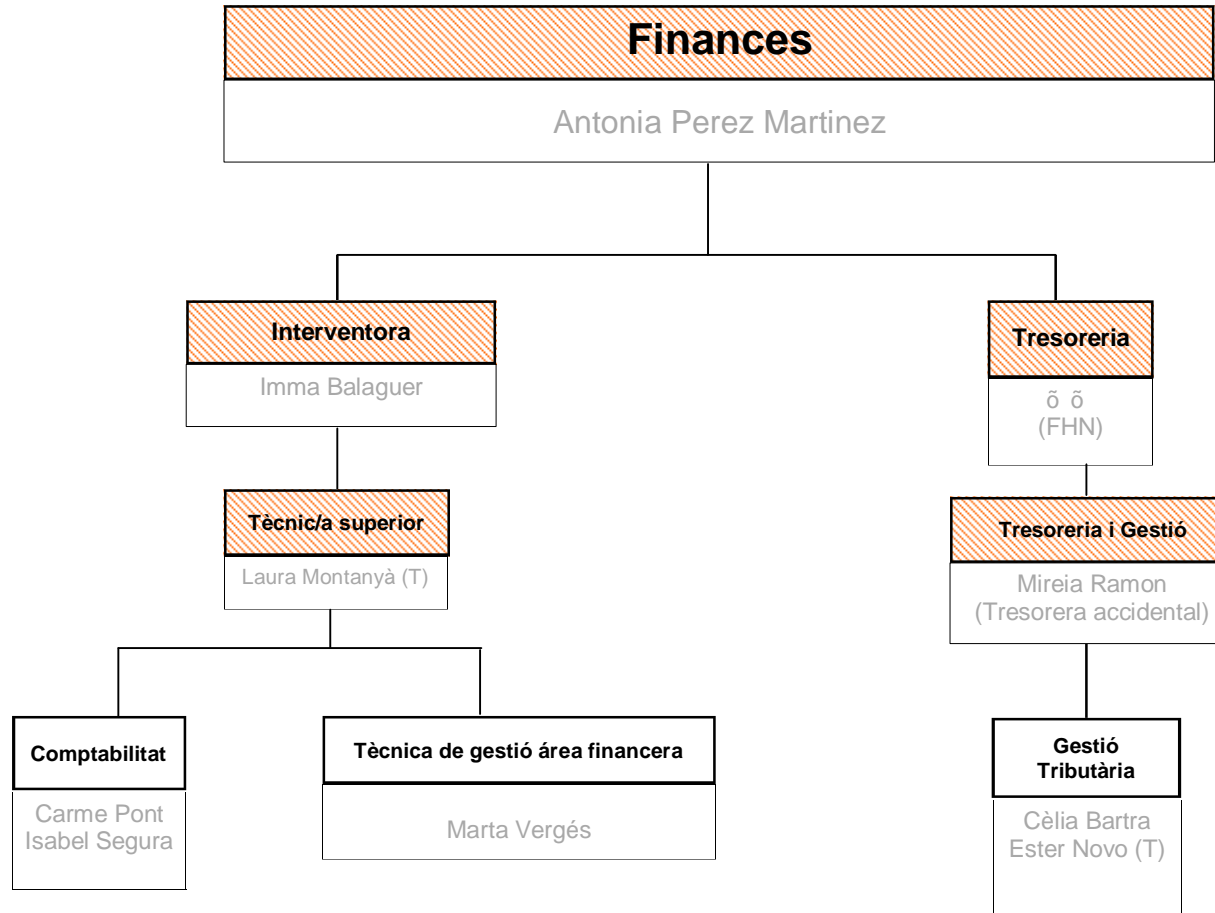 Finances
Antonia Perez Martinez
Interventora
Imma Balaguer
Tresoreria
õ õ
(FHN)
Tècnic/a superior
Laura Montanyà (T)
Tresoreria i Gestió
Mireia Ramon
(Tresorera accidental)
Comptabilitat
Carme Pont
Isabel Segura
Tècnica de gestió área financera
Marta Vergés
Gestió
Tributària
Cèlia Bartra
Ester Novo (T)